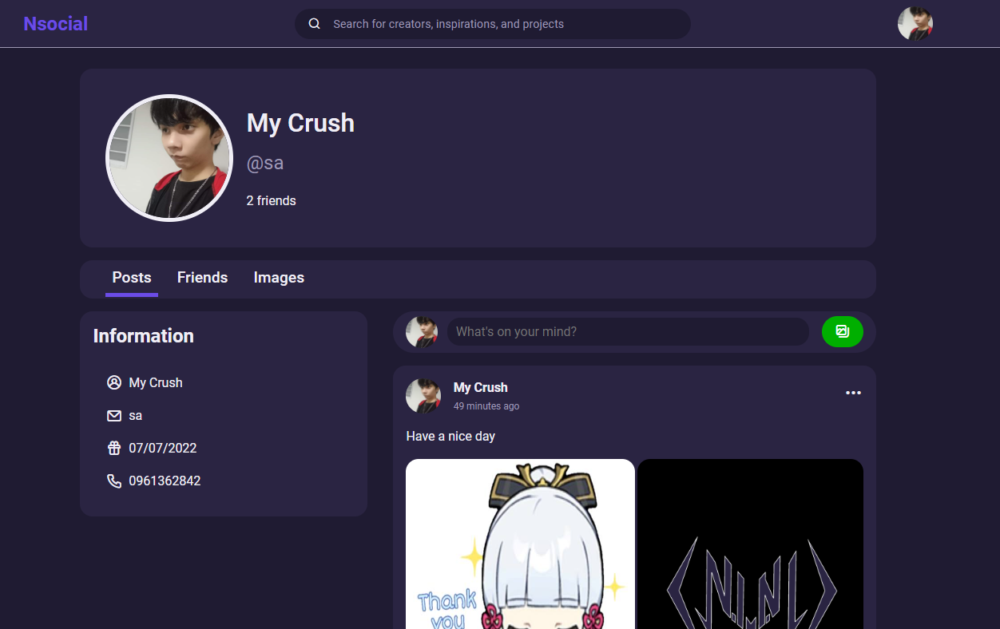 Nsocial
Search for creators, inspirations, and projects
My Crush
@sa
2 friends
Posts Friends Images
Information
My Crush
sa
07/07/2022
0961362842
What's on your mind?
My Crush
49 minutes ago
Have a nice day
Thank
you